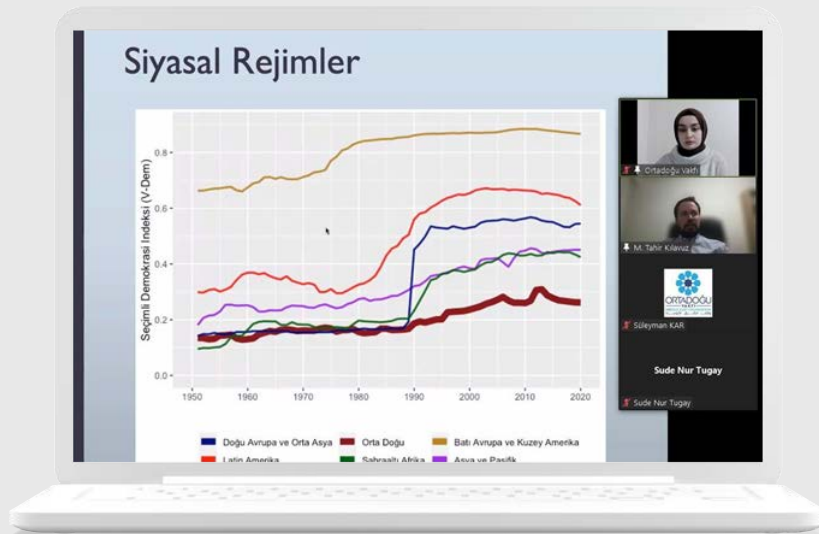 Siyasal Rejimler
Seçimli Demokrasi İndeksi (V-Dem)
0.8
0.6
0.4
0.2
0.0
1950 1960 1970 1980 1990 2000 2010 2020
Doğu Avrupa ve Orta Asya Orta Doğu Batı Avrupa ve Kuzey Amerika
Latin Amerika Sahraaltı Afrika Asya ve Pasifik
Ortadoğu Vakfı
M. Tahir Kılavuz
ORTADOĞU
VAKFI
Süleyman KAR
Sude Nur Tugay
Sude Nur Tugay